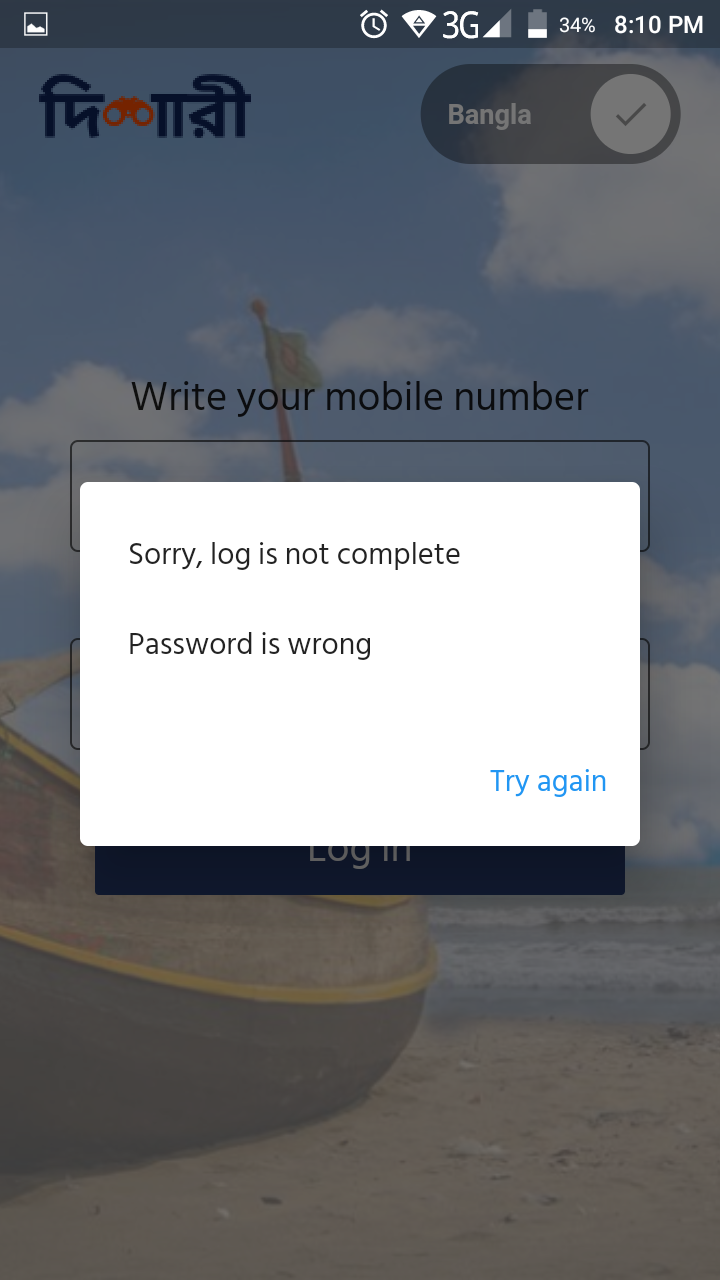 3G 34% 8:10 PM
দিশারী
Bangla
Write your mobile number
Sorry, log is not complete
Password is wrong
Try again
Log in